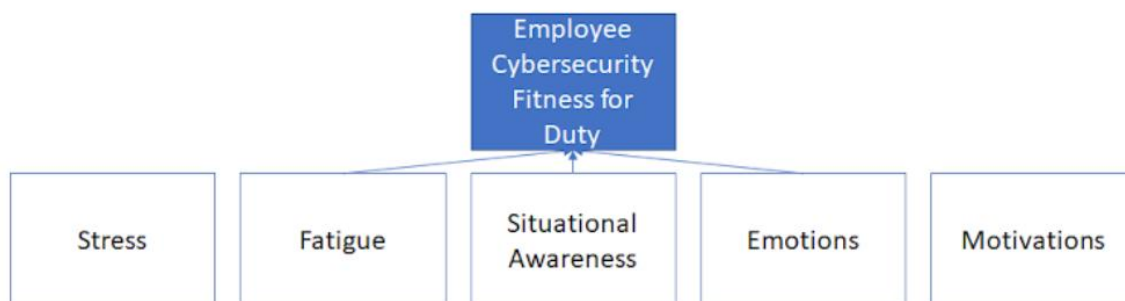 Employee
Cybersecurity
Fitness for
Duty
Stress
Fatigue
Situational
Awareness
Emotions
Motivations